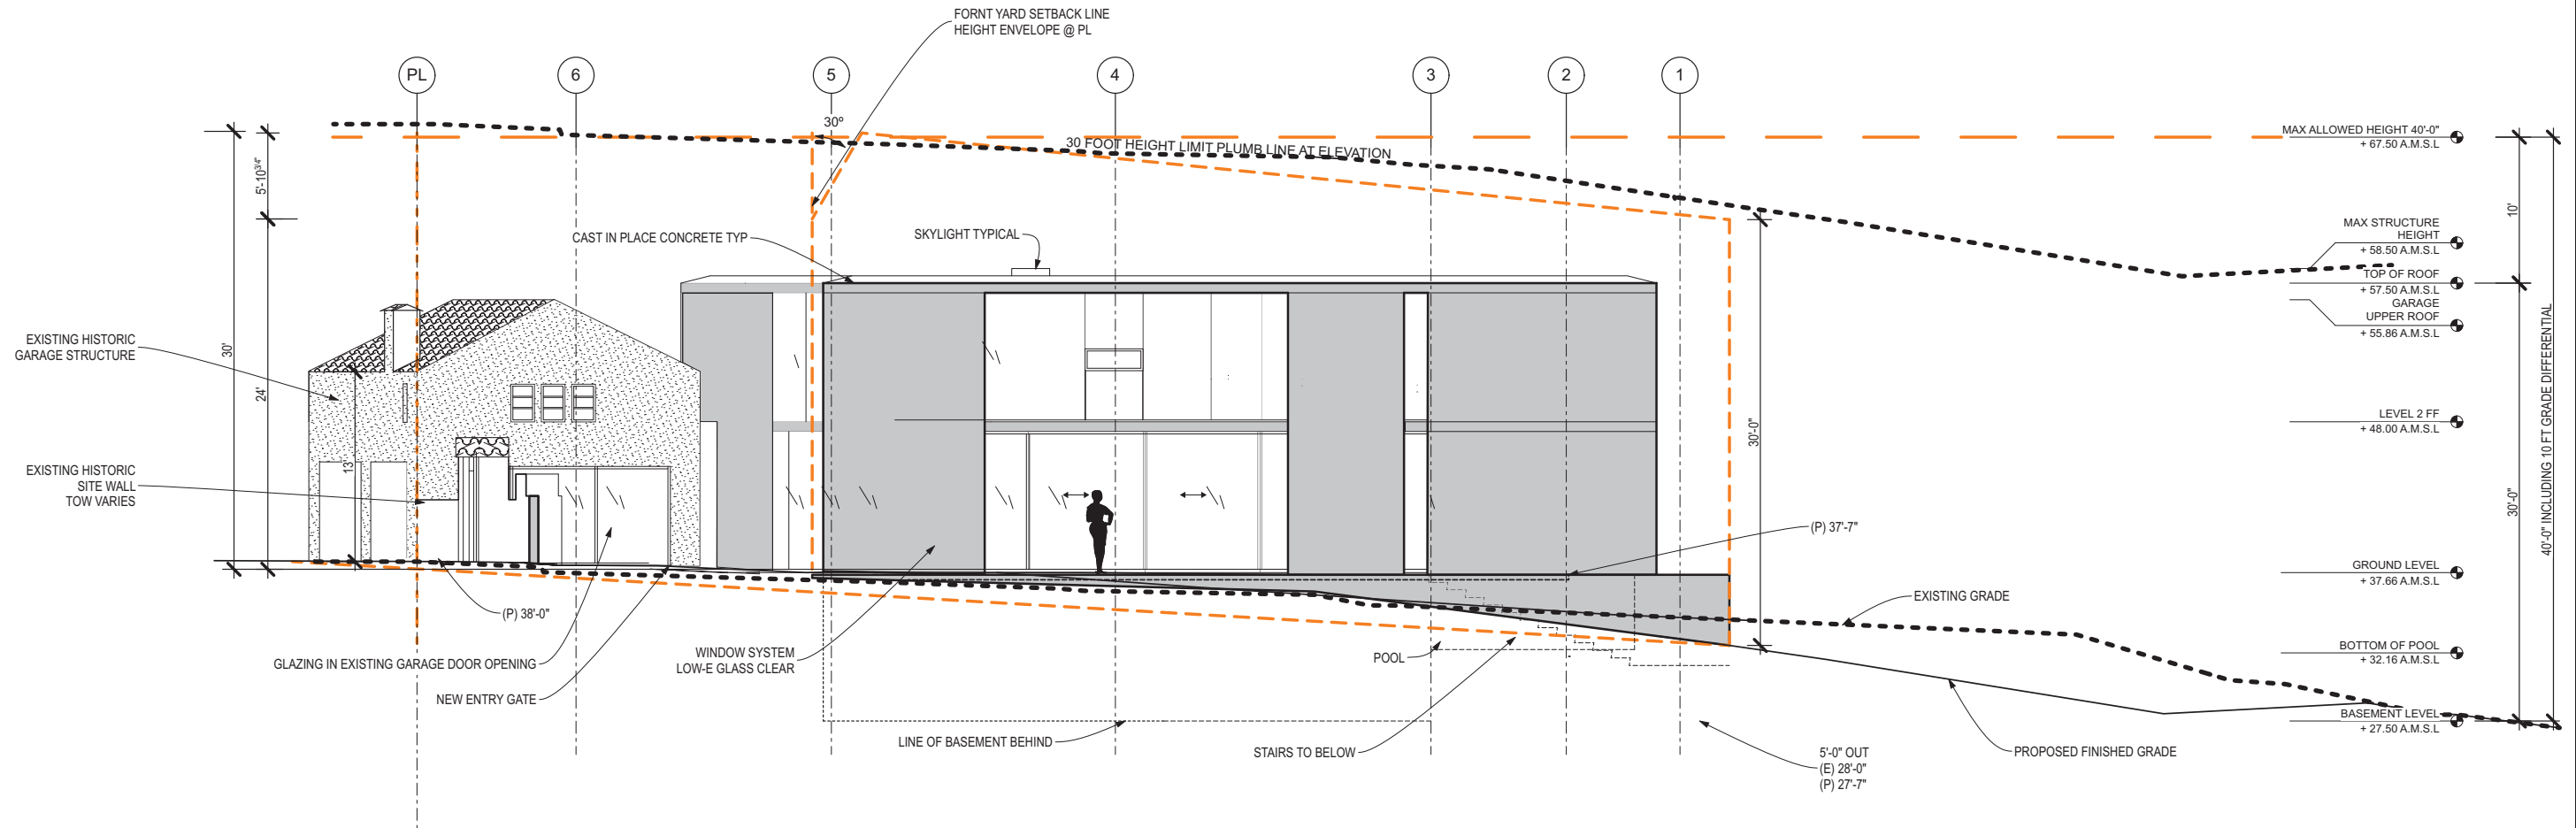 FORNT YARD SETBACK LINE
HEIGHT ENVELOPE @ PL
PL
6
5
4
3
2
1
30°
30 FOOT HEIGHT LIMIT PLUMB LINE AT ELEVATION
MAX ALLOWED HEIGHT 40'-0"
+ 67.50 A.M.S.L
5'-10 3/4"
10'
CAST IN PLACE CONCRETE TYP
SKYLIGHT TYPICAL
MAX STRUCTURE
HEIGHT
+ 58.50 A.M.S.L
TOP OF ROOF
+ 57.50 A.M.S.L
GARAGE
UPPER ROOF
+ 55.86 A.M.S.L
EXISTING HISTORIC
GARAGE STRUCTURE
30'
24'
13'
30'-0"
LEVEL 2 FF
+ 48.00 A.M.S.L
EXISTING HISTORIC
SITE WALL
TOW VARIES
30'-0"
40'-0" INCLUDING 10 FT GRADE DIFFERENTIAL
(P) 37'-7"
GROUND LEVEL
+ 37.66 A.M.S.L
(P) 38'-0"
EXISTING GRADE
GLAZING IN EXISTING GARAGE DOOR OPENING
WINDOW SYSTEM
LOW-E GLASS CLEAR
POOL
BOTTOM OF POOL
+ 32.16 A.M.S.L
NEW ENTRY GATE
LINE OF BASEMENT BEHIND
STAIRS TO BELOW
5'-0" OUT
(E) 28'-0"
(P) 27'-7"
PROPOSED FINISHED GRADE
BASEMENT LEVEL
+ 27.50 A.M.S.L